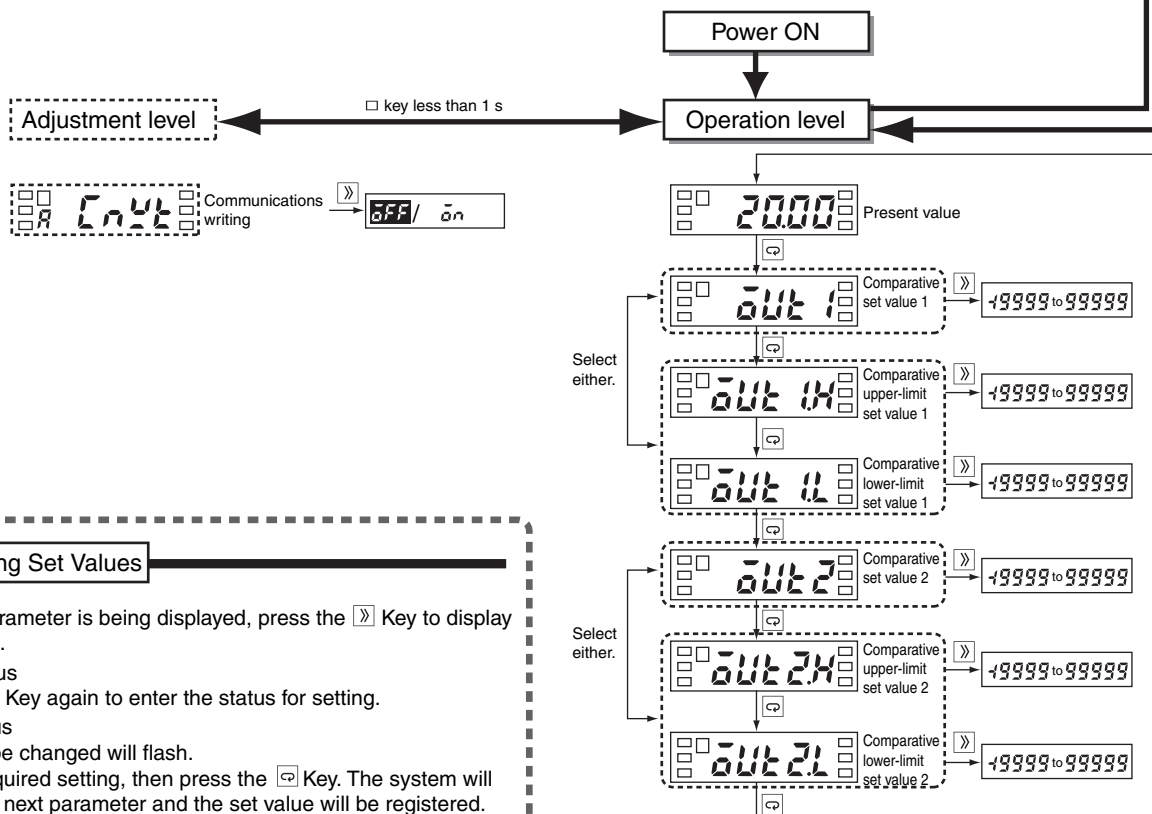 Power ON
Adjustment level
□ key less than 1 s
Operation level
Communications
writing
OFF/ on
20.00
Present value
Select
either.
out 1
Comparative
set value 1
-19999 to 99999
out 1.H
Comparative
upper-limit
set value 1
-19999 to 99999
out 1.L
Comparative
lower-limit
set value 1
-19999 to 99999
Select
either.
out 2
Comparative
set value 2
-19999 to 99999
out 2.H
Comparative
upper-limit
set value 2
-19999 to 99999
out 2.L
Comparative
lower-limit
set value 2
-19999 to 99999
ng Set Values
rameter is being displayed, press the » Key to display
.
us
Key again to enter the status for setting.
us
be changed will flash.
quired setting, then press the Key. The system will
next parameter and the set value will be registered.